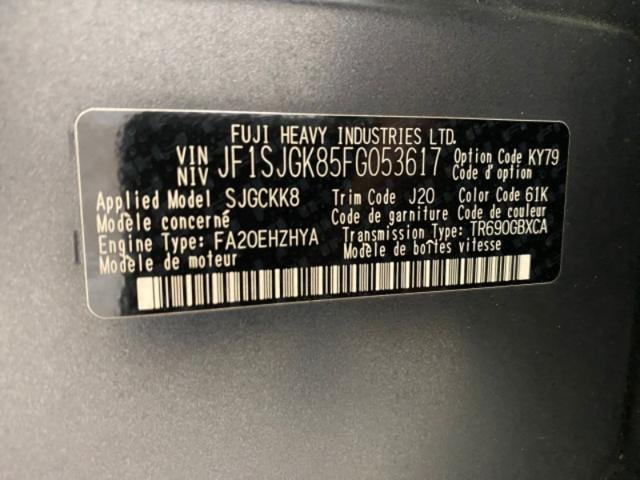 FUJI HEAVY INDUSTRIES LTD.
VIN NIV JF1SJGK85FG053617 Option Code KY79
Code d'option
Applied Model SJGCKK8 Trim Code J20 Color Code 61K
Modèle concerné Code de garniture Code de couleur
Engine Type: FA20EHZHYA Transmission Type: TR690GBXCA
Modèle de moteur Modèle de boîtes vitesse